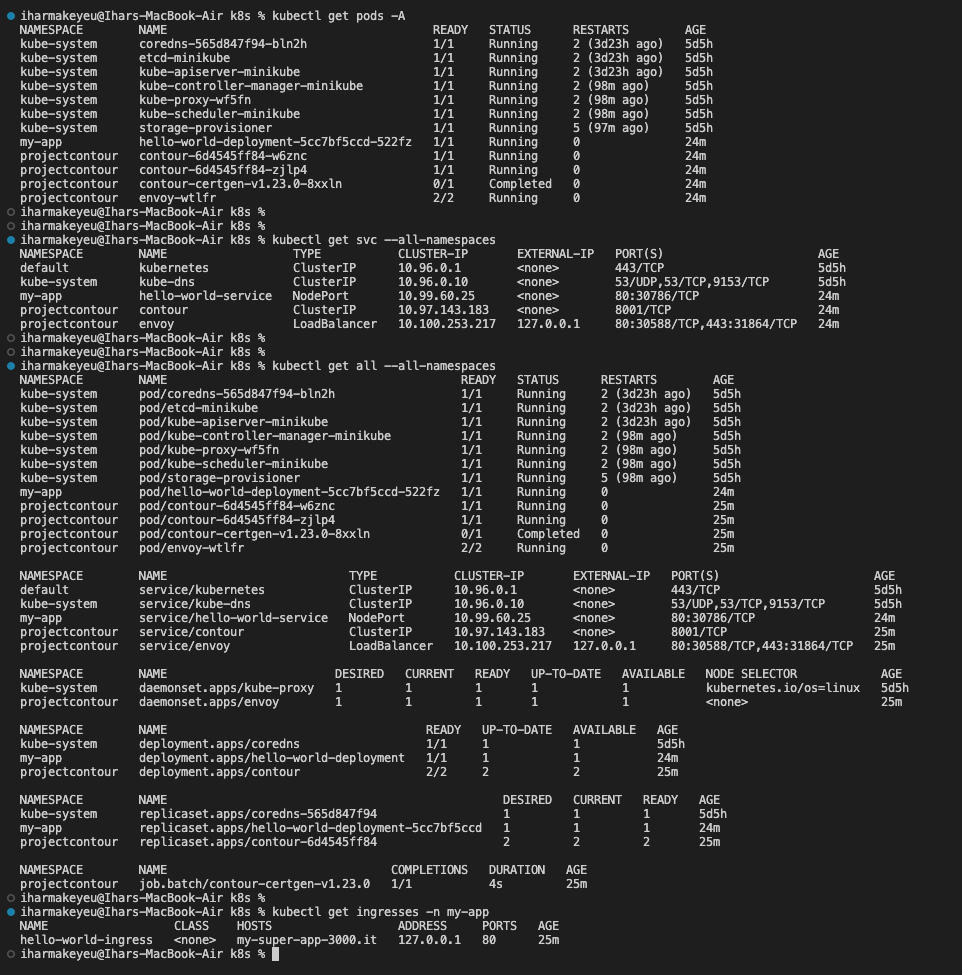 iharmakeyeu@Ihars-MacBook-Air k8s % kubectl get pods -A
NAMESPACE NAME READY STATUS RESTARTS AGE
kube-system coredns-565d847f94-bln2h 1/1 Running 2 (3d23h ago) 5d5h
kube-system etcd-minikube 1/1 Running 2 (3d23h ago) 5d5h
kube-system kube-apiserver-minikube 1/1 Running 2 (3d23h ago) 5d5h
kube-system kube-controller-manager-minikube 1/1 Running 2 (98m ago) 5d5h
kube-system kube-proxy-wf5fn 1/1 Running 2 (98m ago) 5d5h
kube-system kube-scheduler-minikube 1/1 Running 2 (98m ago) 5d5h
kube-system storage-provisioner 1/1 Running 5 (97m ago) 5d5h
my-app hello-world-deployment-5cc7bf5ccd-522fz 1/1 Running 0 24m
projectcontour contour-6d4545ff84-w6znc 1/1 Running 0 24m
projectcontour contour-6d4545ff84-zjlp4 1/1 Running 0 24m
projectcontour contour-certgen-v1.23.0-8xxln 0/1 Completed 0 24m
projectcontour envoy-wtlfr 2/2 Running 0 24m
iharmakeyeu@Ihars-MacBook-Air k8s %
iharmakeyeu@Ihars-MacBook-Air k8s %
iharmakeyeu@Ihars-MacBook-Air k8s % kubectl get svc --all-namespaces
NAMESPACE NAME TYPE CLUSTER-IP EXTERNAL-IP PORT(S) AGE
default kubernetes ClusterIP 10.96.0.1 <none> 443/TCP 5d5h
kube-system kube-dns ClusterIP 10.96.0.10 <none> 53/UDP,53/TCP,9153/TCP 5d5h
my-app hello-world-service NodePort 10.99.60.25 <none> 80:30786/TCP 24m
projectcontour contour ClusterIP 10.97.143.183 <none> 8001/TCP 24m
projectcontour envoy LoadBalancer 10.100.253.217 127.0.0.1 80:30588/TCP,443:31864/TCP 24m
iharmakeyeu@Ihars-MacBook-Air k8s %
iharmakeyeu@Ihars-MacBook-Air k8s %
iharmakeyeu@Ihars-MacBook-Air k8s % kubectl get all --all-namespaces
NAMESPACE NAME READY STATUS RESTARTS AGE
kube-system pod/coredns-565d847f94-bln2h 1/1 Running 2 (3d23h ago) 5d5h
kube-system pod/etcd-minikube 1/1 Running 2 (3d23h ago) 5d5h
kube-system pod/kube-apiserver-minikube 1/1 Running 2 (3d23h ago) 5d5h
kube-system pod/kube-controller-manager-minikube 1/1 Running 2 (98m ago) 5d5h
kube-system pod/kube-proxy-wf5fn 1/1 Running 2 (98m ago) 5d5h
kube-system pod/kube-scheduler-minikube 1/1 Running 2 (98m ago) 5d5h
kube-system pod/storage-provisioner 1/1 Running 5 (98m ago) 5d5h
my-app pod/hello-world-deployment-5cc7bf5ccd-522fz 1/1 Running 0 24m
projectcontour pod/contour-6d4545ff84-w6znc 1/1 Running 0 25m
projectcontour pod/contour-6d4545ff84-zjlp4 1/1 Running 0 25m
projectcontour pod/contour-certgen-v1.23.0-8xxln 0/1 Completed 0 25m
projectcontour pod/envoy-wtlfr 2/2 Running 0 25m
NAMESPACE NAME TYPE CLUSTER-IP EXTERNAL-IP PORT(S) AGE
default service/kubernetes ClusterIP 10.96.0.1 <none> 443/TCP 5d5h
kube-system service/kube-dns ClusterIP 10.96.0.10 <none> 53/UDP,53/TCP,9153/TCP 5d5h
my-app service/hello-world-service NodePort 10.99.60.25 <none> 80:30786/TCP 24m
projectcontour service/contour ClusterIP 10.97.143.183 <none> 8001/TCP 25m
projectcontour service/envoy LoadBalancer 10.100.253.217 127.0.0.1 80:30588/TCP,443:31864/TCP 25m
NAMESPACE NAME DESIRED CURRENT READY UP-TO-DATE AVAILABLE NODE SELECTOR AGE
kube-system daemonset.apps/kube-proxy 1 1 1 1 1 kubernetes.io/os=linux 5d5h
projectcontour daemonset.apps/envoy 1 1 1 1 1 <none> 25m
NAMESPACE NAME READY UP-TO-DATE AVAILABLE AGE
kube-system deployment.apps/coredns 1/1 1 1 5d5h
my-app deployment.apps/hello-world-deployment 1/1 1 1 24m
projectcontour deployment.apps/contour 2/2 2 2 25m
NAMESPACE NAME DESIRED CURRENT READY AGE
kube-system replicaset.apps/coredns-565d847f94 1 1 1 5d5h
my-app replicaset.apps/hello-world-deployment-5cc7bf5ccd 1 1 1 24m
projectcontour replicaset.apps/contour-6d4545ff84 2 2 2 25m
NAMESPACE NAME COMPLETIONS DURATION AGE
projectcontour job.batch/contour-certgen-v1.23.0 1/1 4s 25m
iharmakeyeu@Ihars-MacBook-Air k8s %
iharmakeyeu@Ihars-MacBook-Air k8s % kubectl get ingresses -n my-app
NAME CLASS HOSTS ADDRESS PORTS AGE
hello-world-ingress <none> my-super-app-3000.it 127.0.0.1 80 25m
iharmakeyeu@Ihars-MacBook-Air k8s %